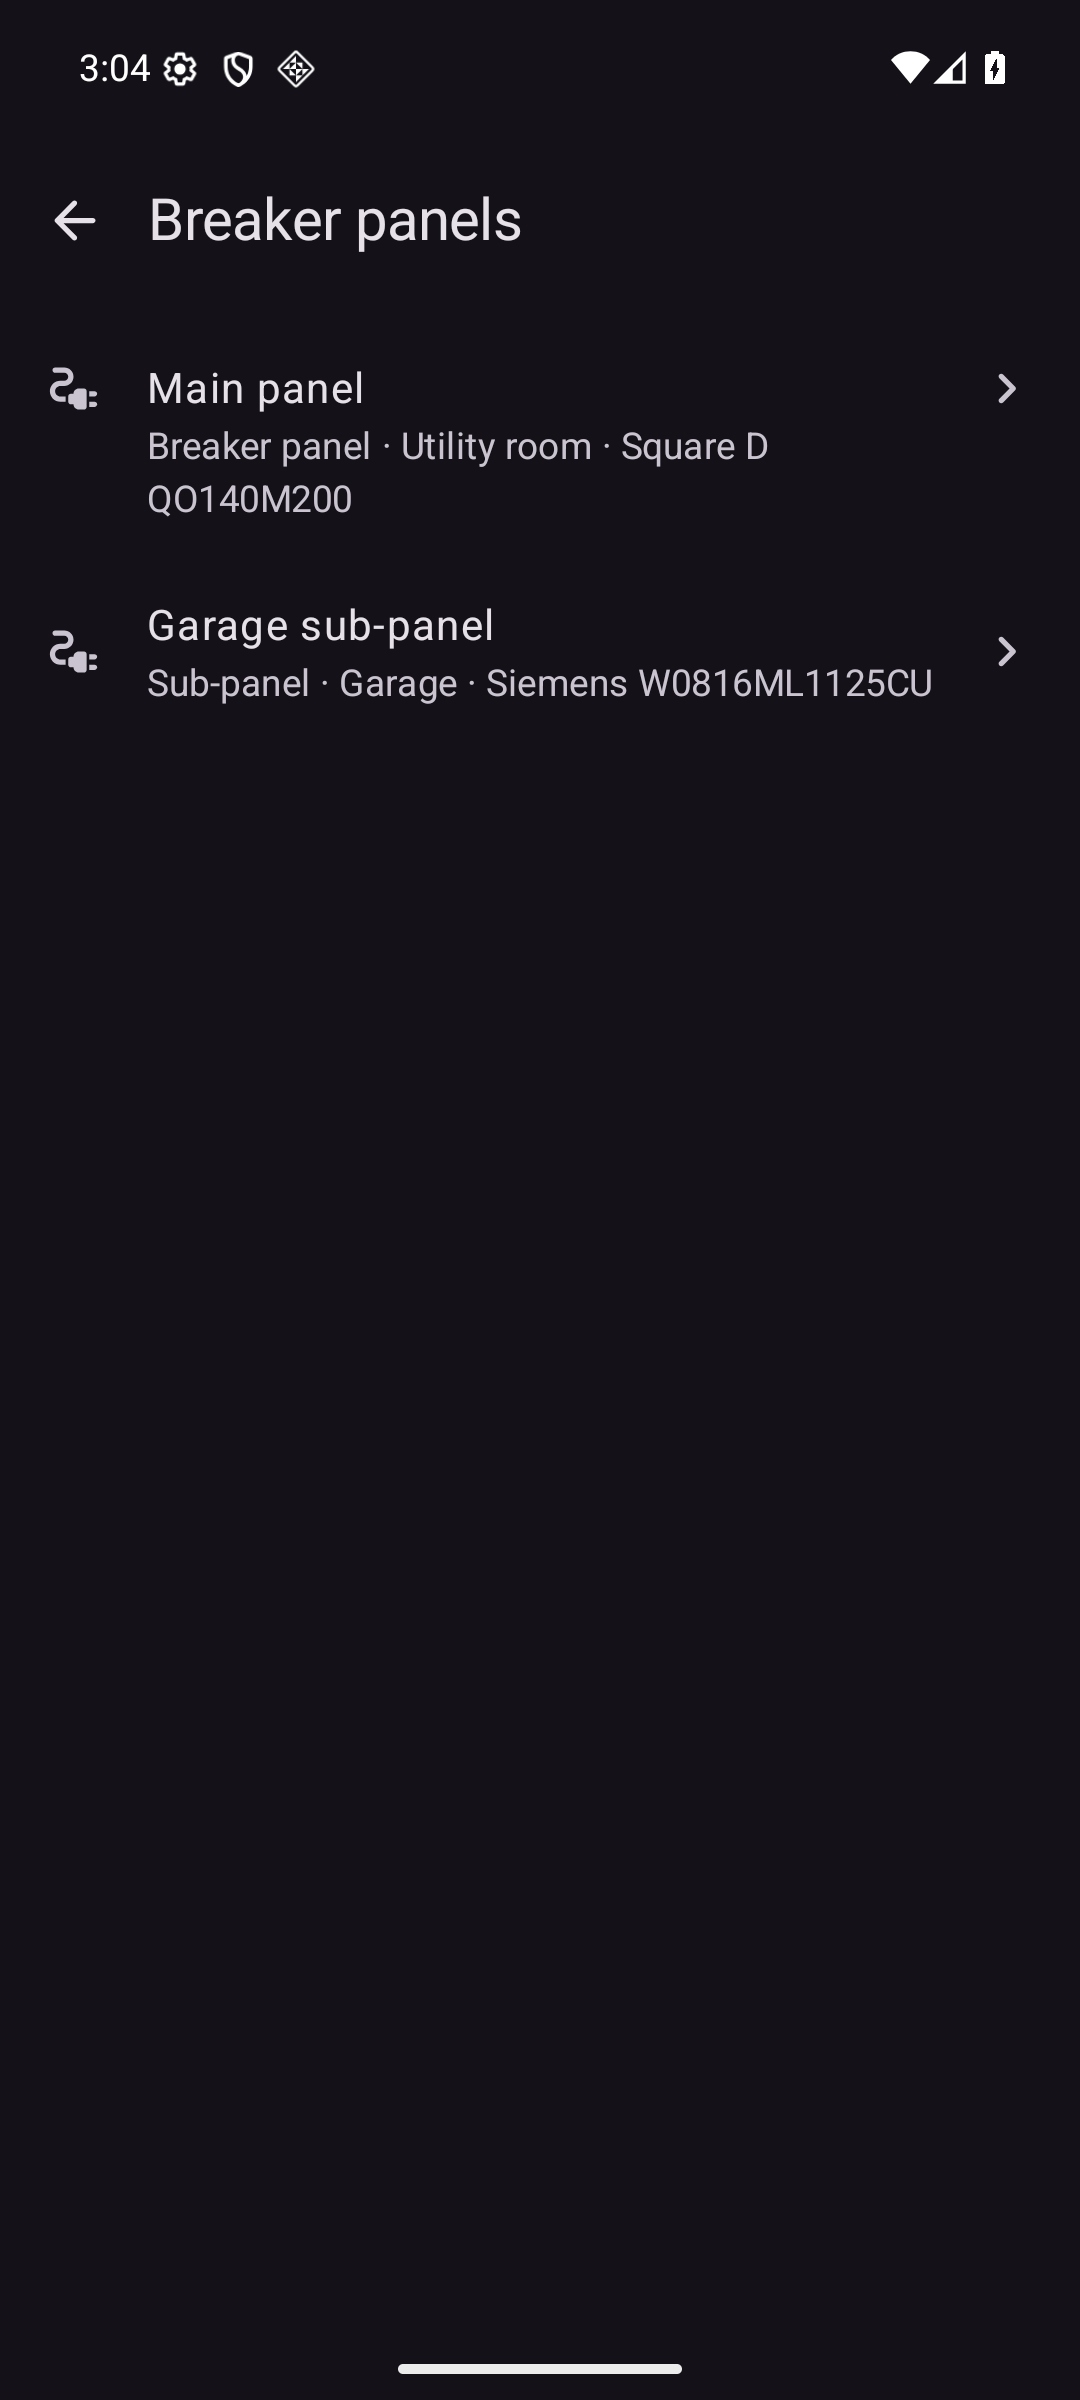 3:04
Breaker panels
Main panel
Breaker panel · Utility room · Square D
QO140M200
Garage sub-panel
Sub-panel · Garage · Siemens W0816ML1125CU